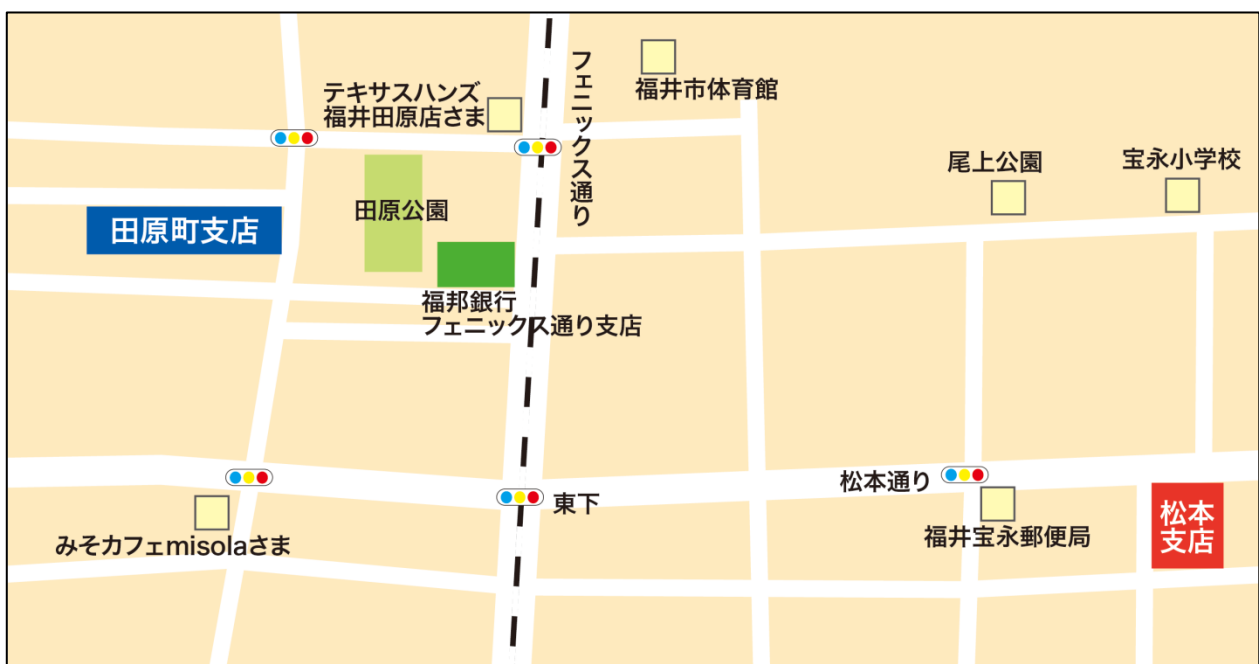 フェニックス通り
福井市体育館
テキサスハンズ
福井田原店さま
尾上公園
宝永小学校
田原公園
田原町支店
福邦銀行
フェニックス通り支店
松本通り
東下
松本
支店
福井宝永郵便局
みそカフェmisolaさま